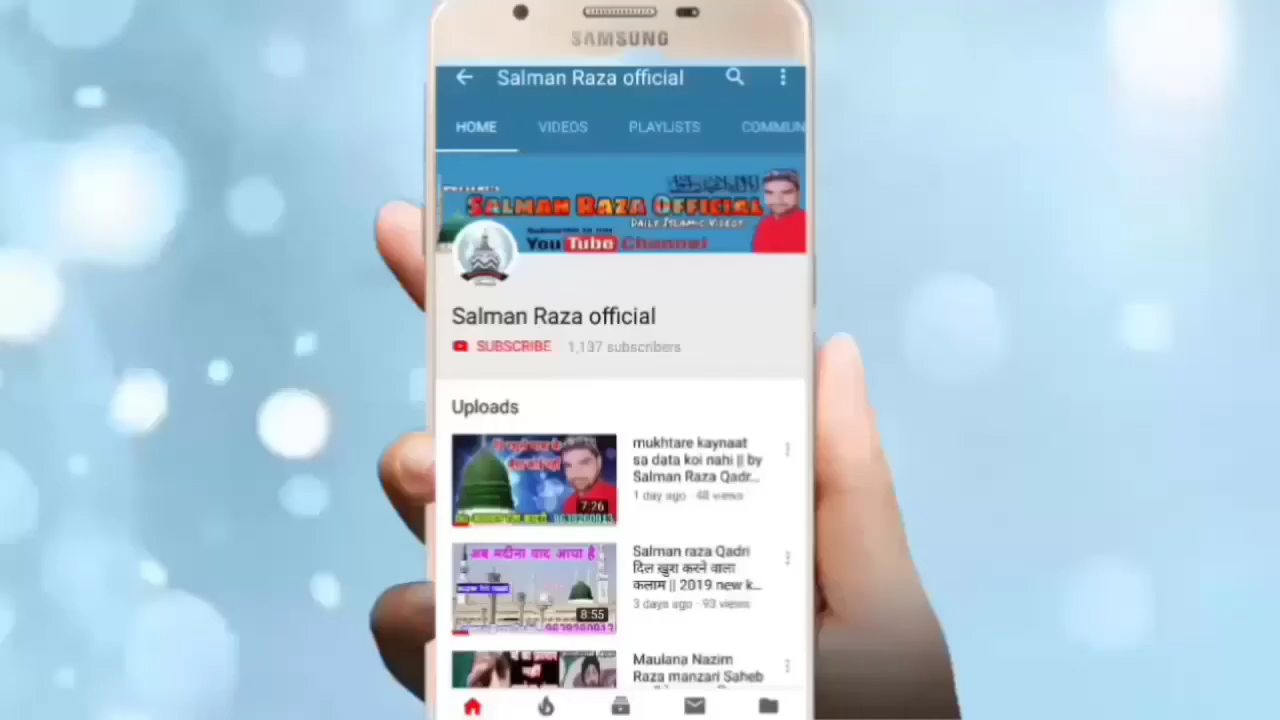 SAMSUNG
Salman Raza official
HOME VIDEOS PLAYLISTS COMMUN
SALMAN RAZA OFFICIAL
DAILY ISLAMIC VIDEOS
You Tube Channel
Salman Raza official
SUBSCRIBE 1,137 subscribers
Uploads
mukhtare kaynaat
sa data koi nahi || by
Salman Raza Qadr...
1 day ago · 48 views
7:26
अब मदीना याद आया है
8:55
Salman raza Qadri
दिल खुश करने वाला
कलाम || 2019 new k...
3 days ago · 93 views
Maulana Nazim
Raza manzari Saheb